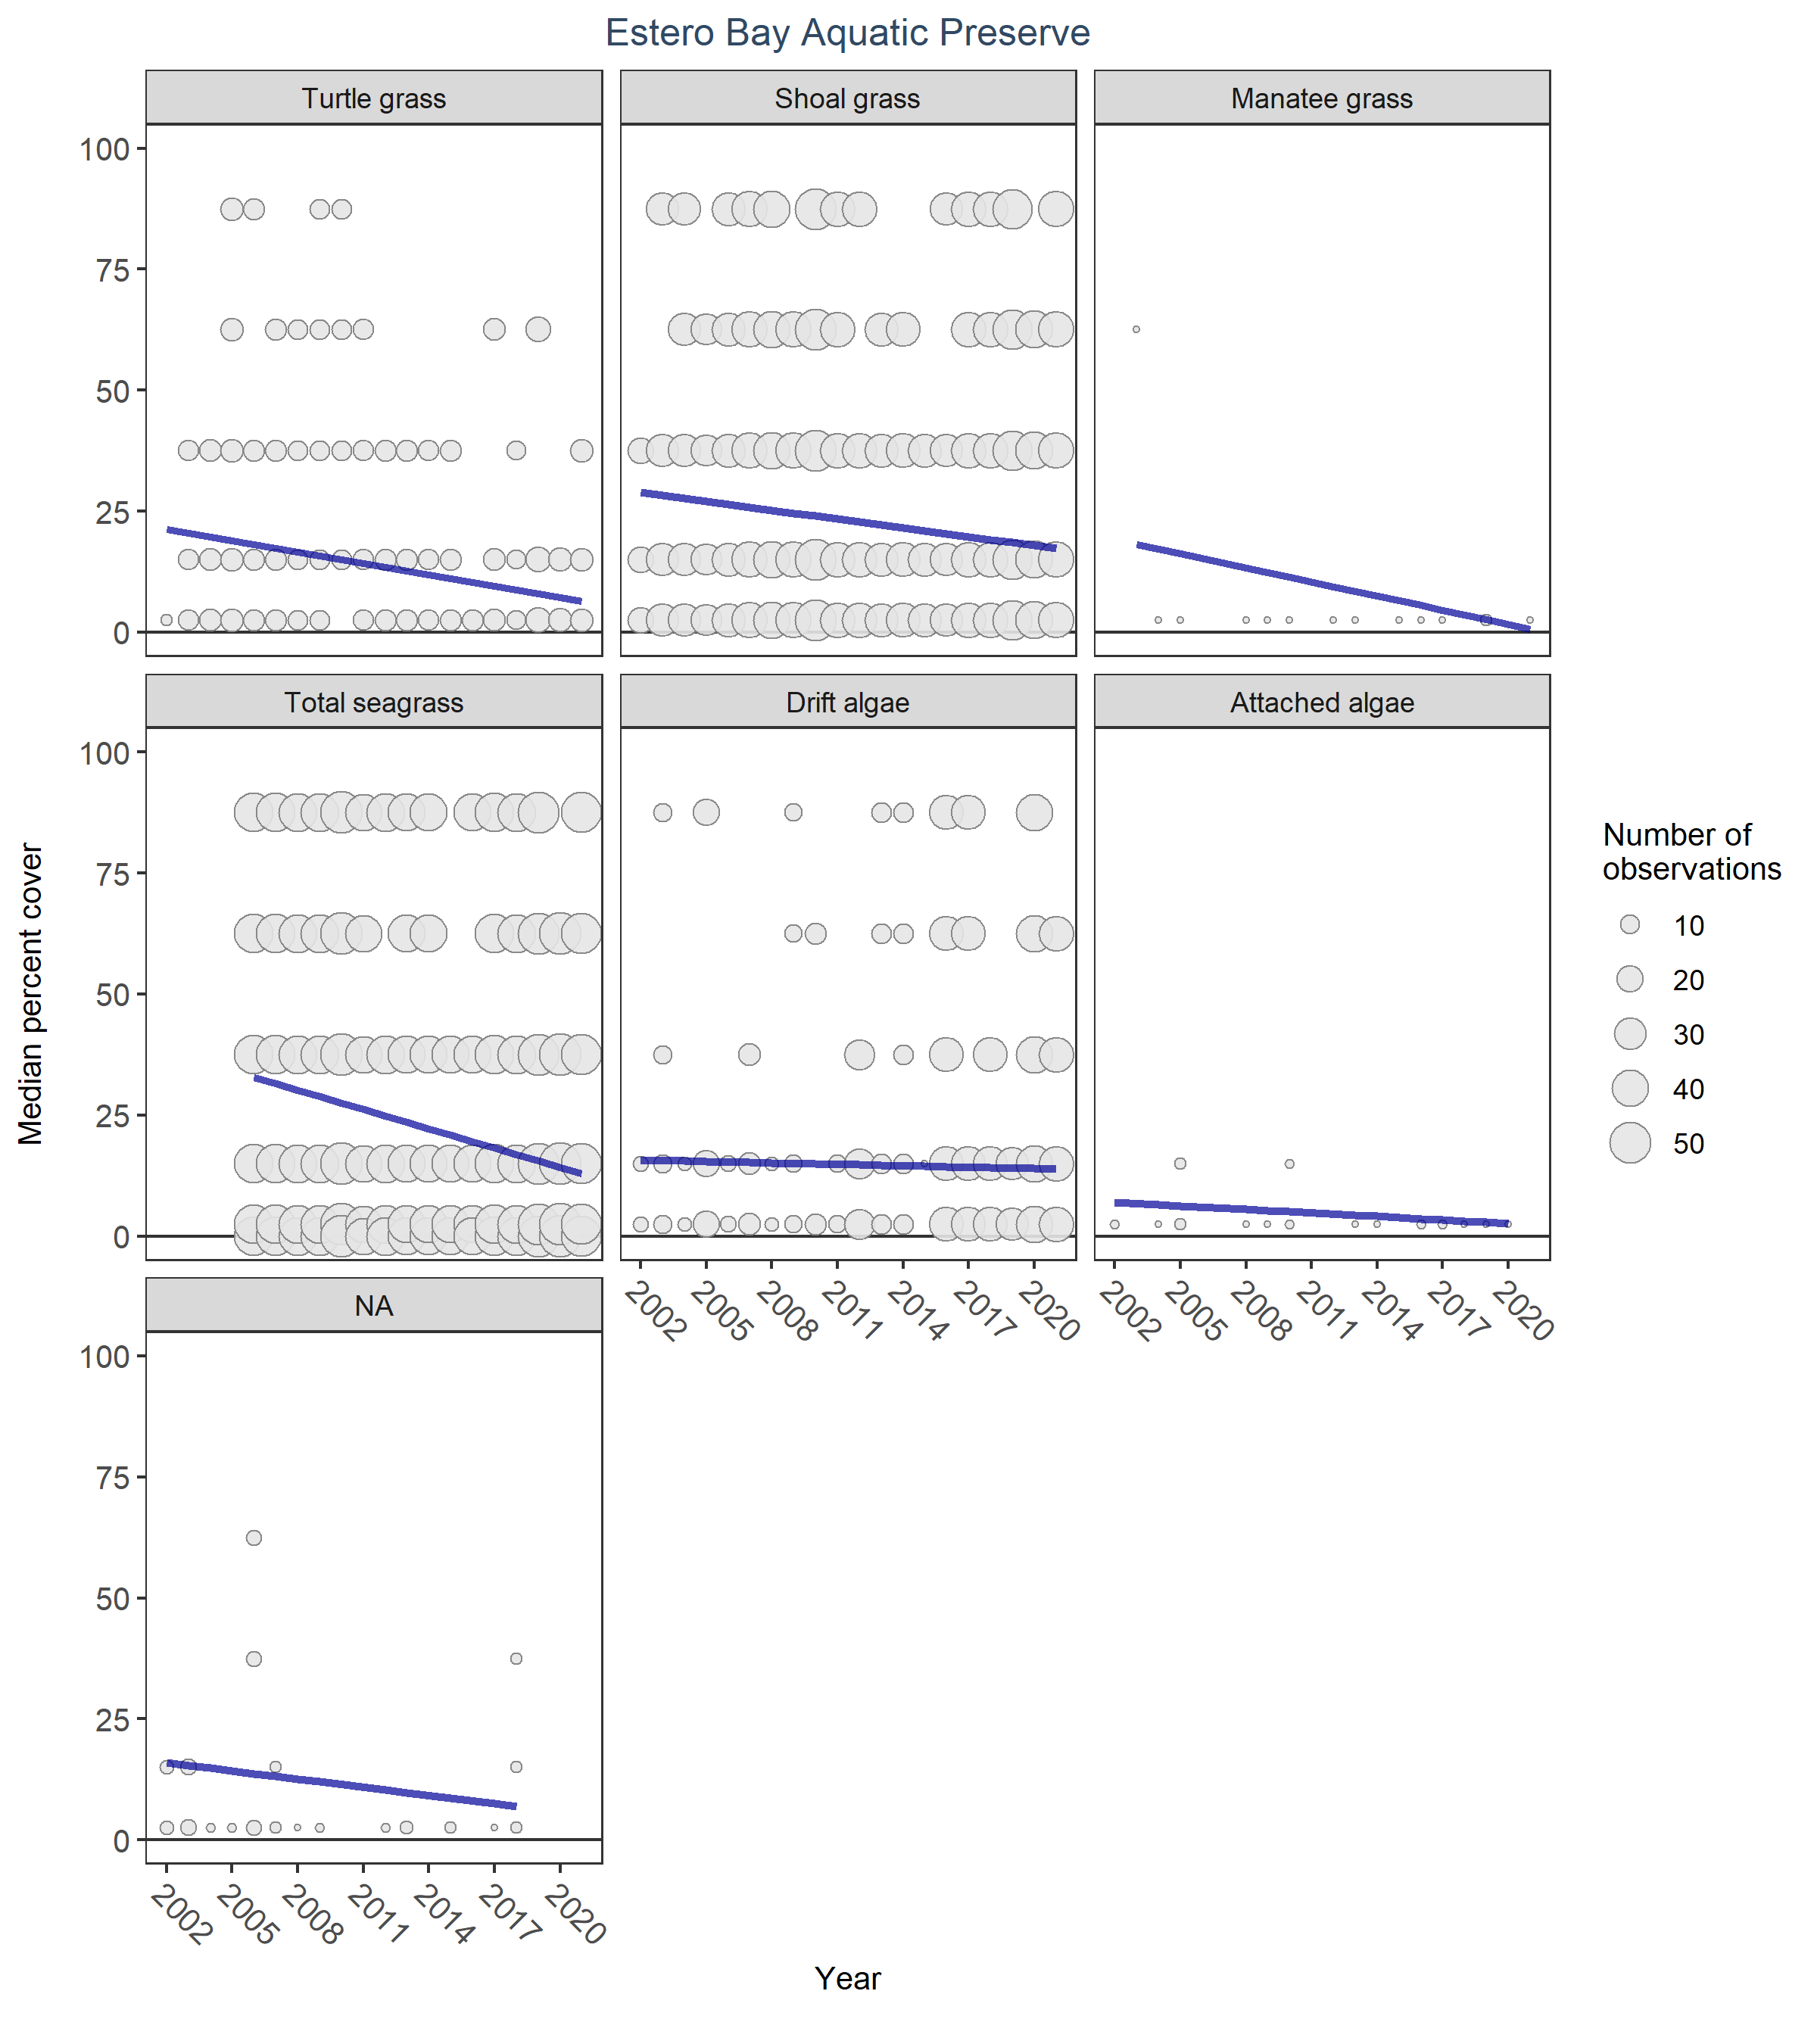 Estero Bay Aquatic Preserve
Turtle grass
Shoal grass
Manatee grass
100
75
50
25
0
Total seagrass
Drift algae
Attached algae
100
75
50
25
0
Median percent cover
Number of
observations
10
20
30
40
50
2002 2005 2008 2011 2014 2017 2020
2002 2005 2008 2011 2014 2017 2020
NA
100
75
50
25
0
2002 2005 2008 2011 2014 2017 2020
Year